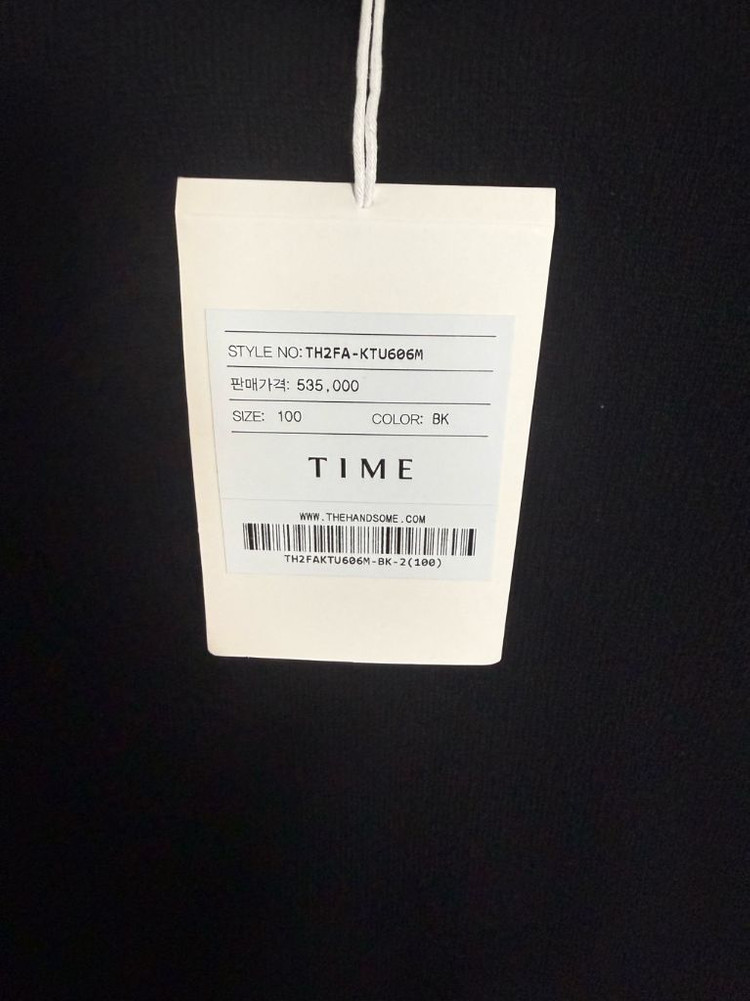 STYLE NO: TH2FA-KTU606M
판매가격: 535,000
SIZE: 100 COLOR: BK
TIME
WWW.THEHANDSOME.COM
TH2FAKTU606M-BK-2(100)